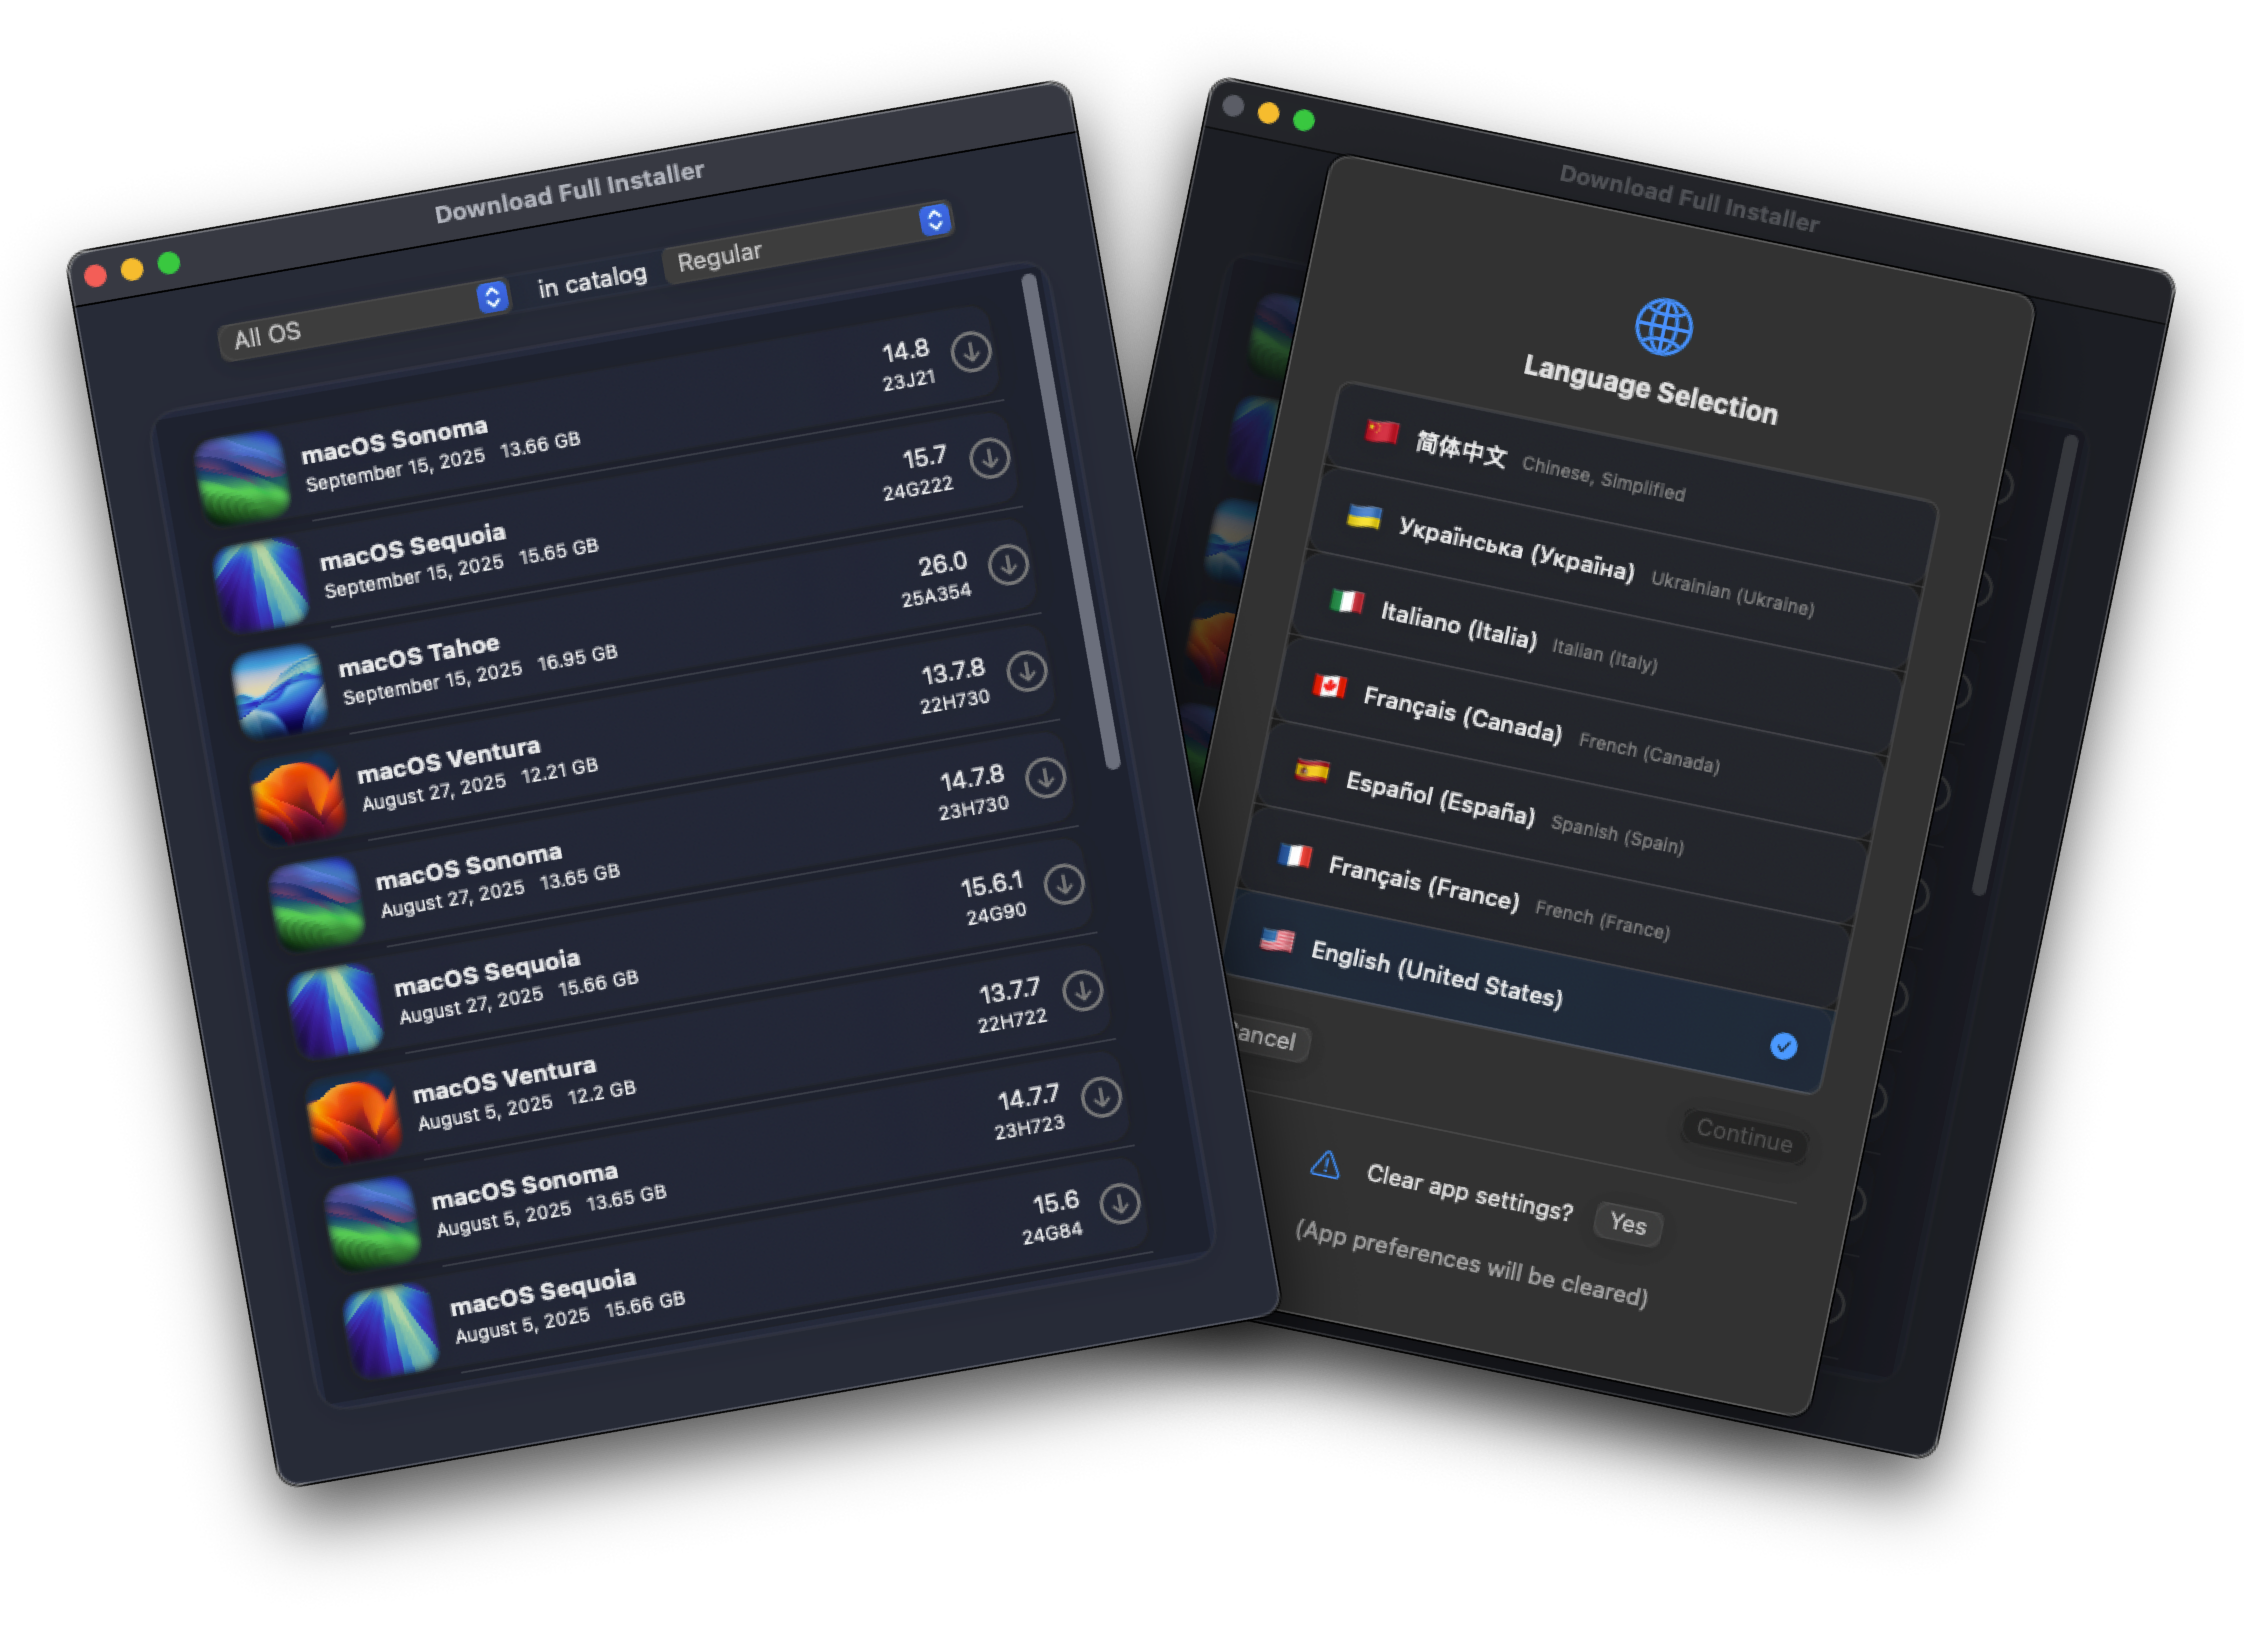 Download Full Installer
All OS in catalog Regular
macOS Sonoma 14.8
September 15, 2025 13.66 GB 23J21
macOS Sequoia 15.7
September 15, 2025 15.65 GB 24G222
macOS Tahoe 26.0
September 15, 2025 16.95 GB 25A354
macOS Ventura 13.7.8
August 27, 2025 12.21 GB 22H730
macOS Sonoma 14.7.8
August 27, 2025 13.65 GB 23H730
macOS Sequoia 15.6.1
August 27, 2025 15.66 GB 24G90
macOS Ventura 13.7.7
August 5, 2025 12.2 GB 22H722
macOS Sonoma 14.7.7
August 5, 2025 13.65 GB 23H723
macOS Sequoia 15.6
August 5, 2025 15.66 GB 24G84
Download Full Installer
Language Selection
简体中文 Chinese, Simplified
Українська (Україна) Ukrainian (Ukraine)
Italiano (Italia) Italian (Italy)
Français (Canada) French (Canada)
Español (España) Spanish (Spain)
Français (France) French (France)
English (United States)
Cancel Continue
Clear app settings? Yes
(App preferences will be cleared)